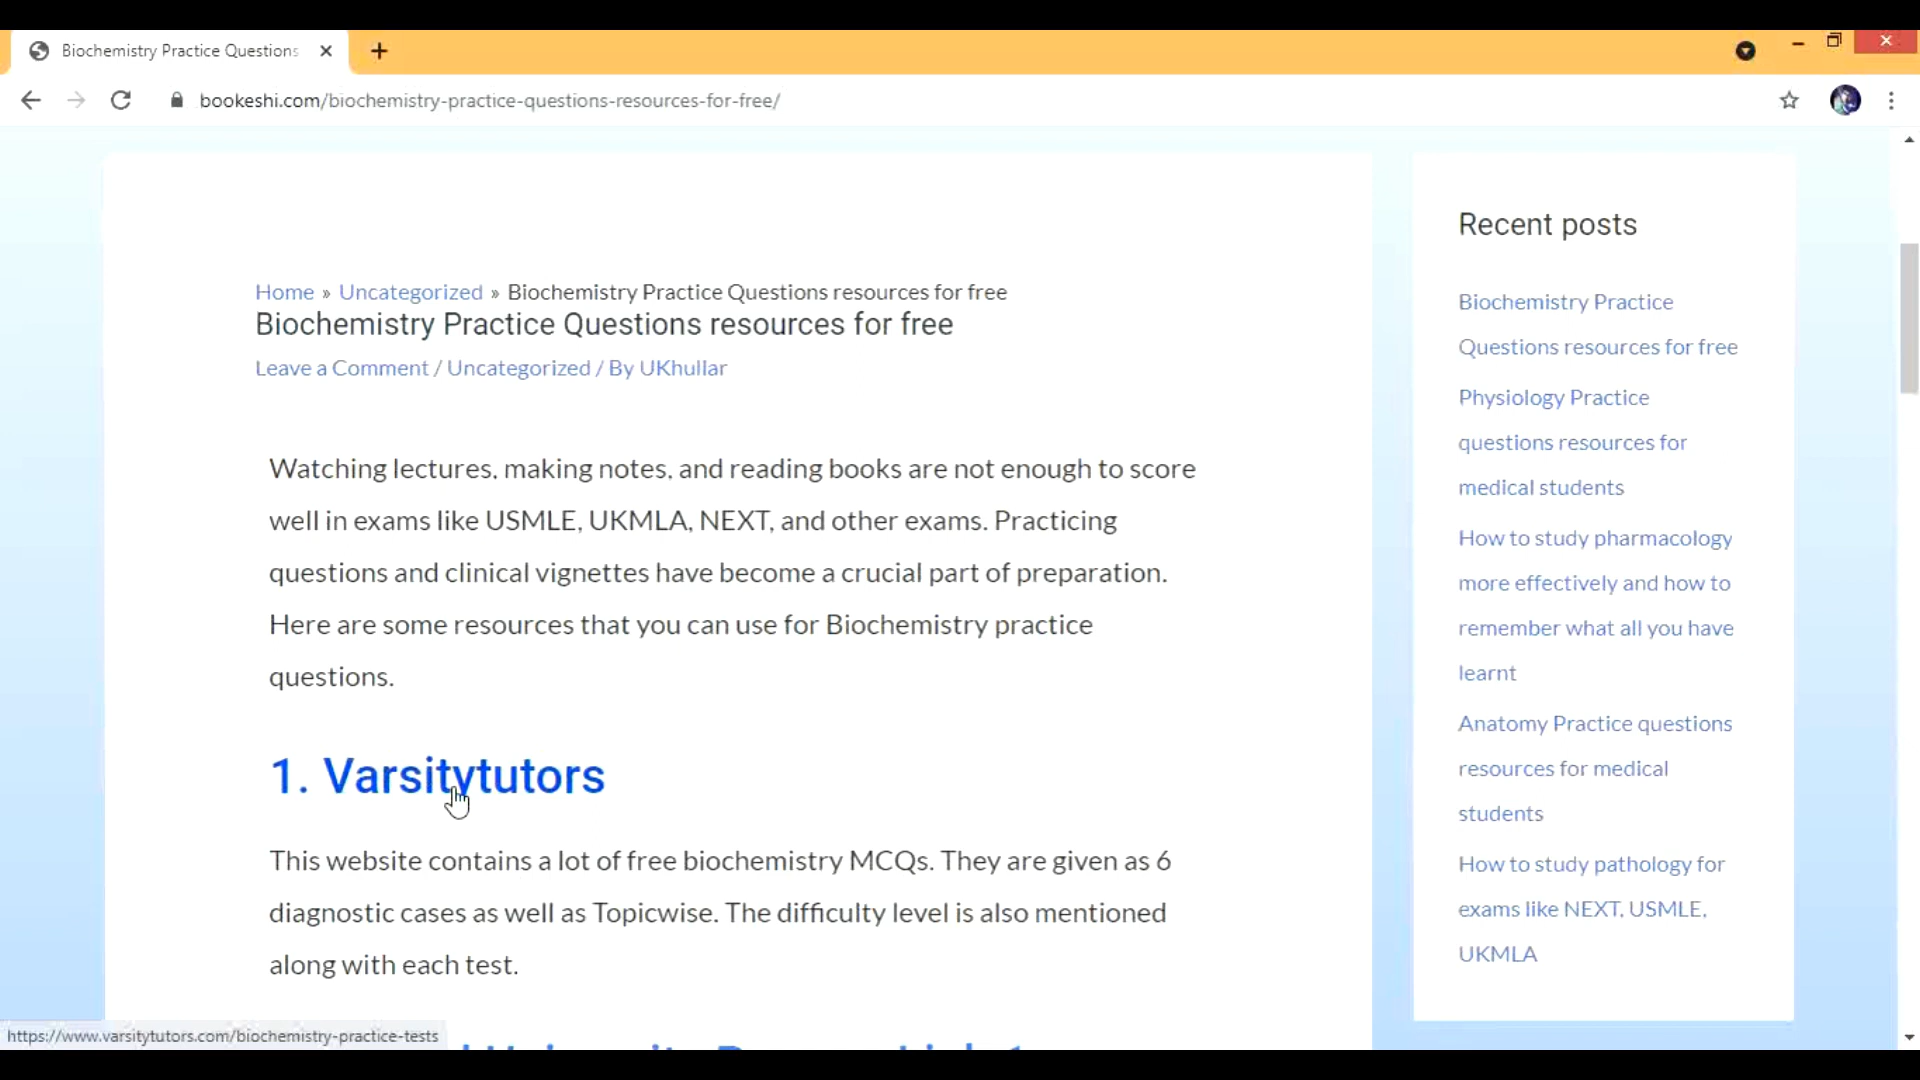 Biochemistry Practice Questions
bookeshi.com/biochemistry-practice-questions-resources-for-free/
Home » Uncategorized » Biochemistry Practice Questions resources for free
Biochemistry Practice Questions resources for free
Leave a Comment / Uncategorized / By UKhullar
Watching lectures, making notes, and reading books are not enough to score
well in exams like USMLE, UKMLA, NEXT, and other exams. Practicing
questions and clinical vignettes have become a crucial part of preparation.
Here are some resources that you can use for Biochemistry practice
questions.
1. Varsitytutors
This website contains a lot of free biochemistry MCQs. They are given as 6
diagnostic cases as well as Topicwise. The difficulty level is also mentioned
along with each test.
Recent posts
Biochemistry Practice
Questions resources for free
Physiology Practice
questions resources for
medical students
How to study pharmacology
more effectively and how to
remember what all you have
learnt
Anatomy Practice questions
resources for medical
students
How to study pathology for
exams like NEXT, USMLE,
UKMLA
https://www.varsitytutors.com/biochemistry-practice-tests